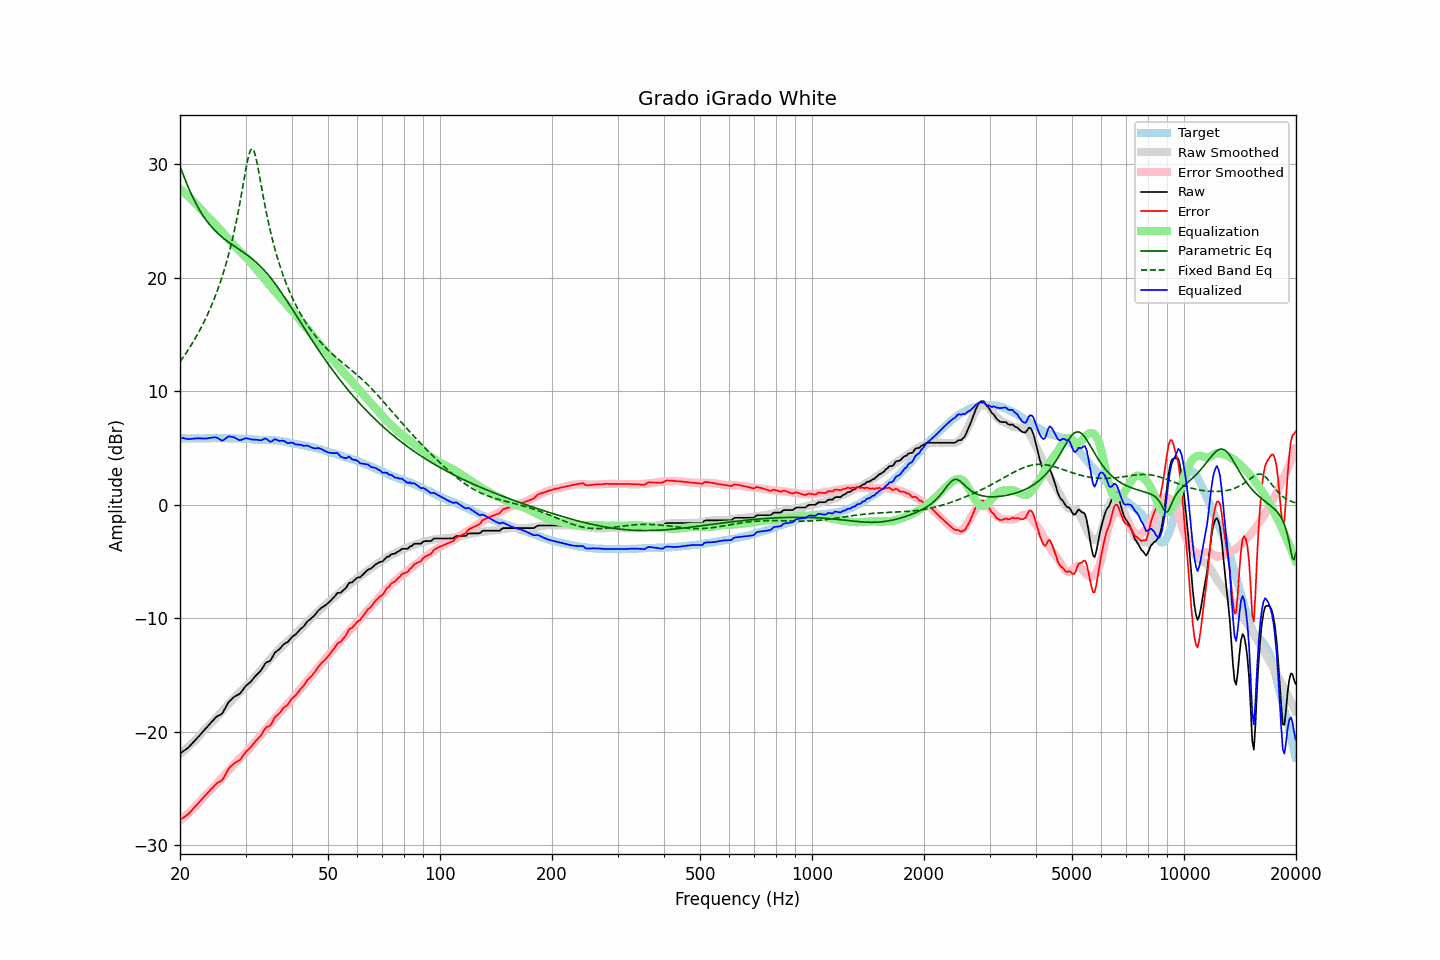 Grado iGrado White
Amplitude (dBr)
30
20
10
0
−10
−20
−30
Target
Raw Smoothed
Error Smoothed
Raw
Error
Equalization
Parametric Eq
Fixed Band Eq
Equalized
20 50 100 200 500 1000 2000 5000 10000 20000
Frequency (Hz)